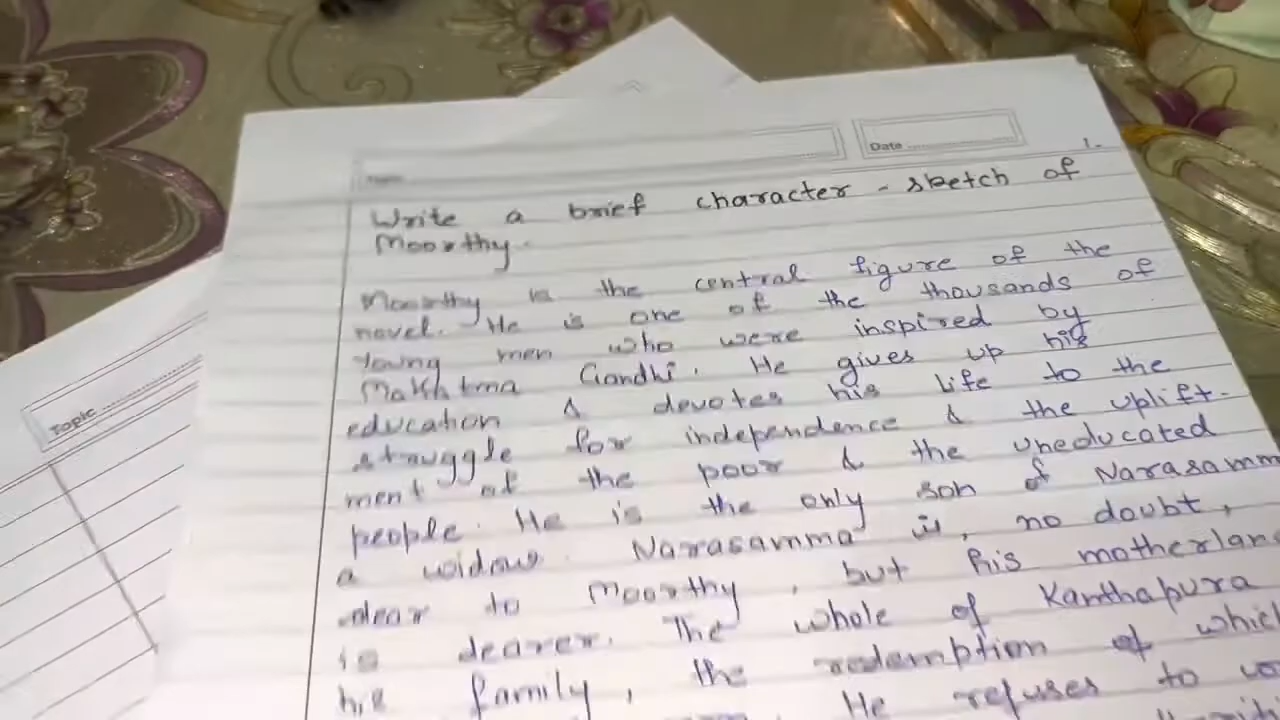 Date
1.
Write a brief character - sketch of
Moorthy.
Moorthy is the central figure of the
novel. He is one of the thousands of
young men who were inspired by
Mahatma Gandhi. He gives up his
education & devotes his life to the
struggle for independence & the uplift-
ment of the poor & the uneducated
people. He is the only son of Narasamm
a widow. Narasamma is, no doubt,
dear to Moorthy, but his motherlan
is dearer. The whole of Kanthapura
his family, the redemption of which
He refuses to
Topic